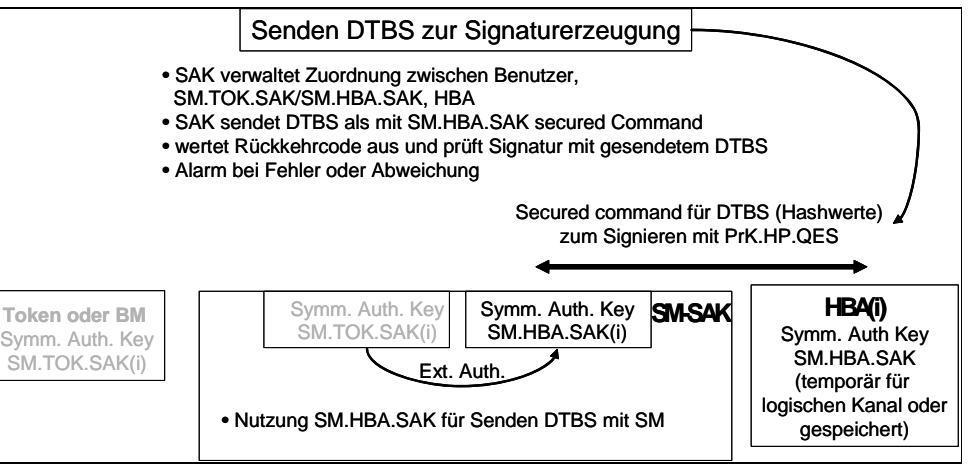 Senden DTBS zur Signaturerzeugung
• SAK verwaltet Zuordnung zwischen Benutzer,
SM.TOK.SAK/SM.HBA.SAK, HBA
• SAK sendet DTBS als mit SM.HBA.SAK secured Command
• wertet Rückkehrcode aus und prüft Signatur mit gesendetem DTBS
• Alarm bei Fehler oder Abweichung
Secured command für DTBS (Hashwerte)
zum Signieren mit PrK.HP.QES
Token oder BM
Symm. Auth. Key
SM.TOK.SAK(i)
Symm. Auth. Key
SM.TOK.SAK(i)
Symm. Auth. Key
SM.HBA.SAK(i)
SM-SAK
Ext. Auth.
• Nutzung SM.HBA.SAK für Senden DTBS mit SM
HBA(i)
Symm. Auth Key
SM.HBA.SAK
(temporär für
logischen Kanal oder
gespeichert)